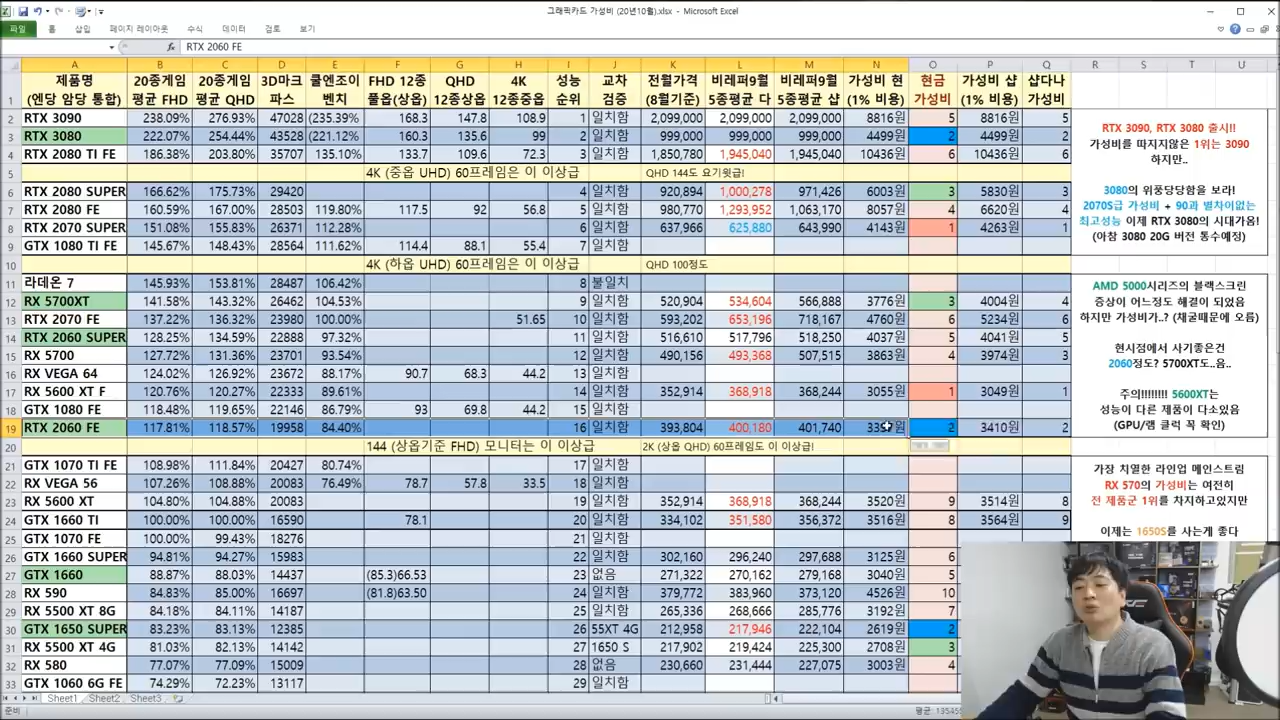 그래픽카드 가성비 (20년10월).xlsx - Microsoft Excel
파일 홈 삽입 페이지 레이아웃 수식 데이터 검토 보기
fx RTX 2060 FE
A B C D E F G H I J K L M N O P Q R S T U
제품명 20종게임 20종게임 3D마크 쿨엔조이 FHD 12종 QHD 4K 성능 교차 전월가격 비레퍼9월 비레퍼9월 가성비 현 현금 가성비 샵 샵다나
1 (엔당 암당 통합) 평균 FHD 평균 QHD 파스 벤치 풀옵(상옵) 12종상옵 12종중옵 순위 검증 (8월기준) 5종평균 다 5종평균 샵 (1% 비용) 가성비 (1% 비용) 가성비
2 RTX 3090 238.09% 276.93% 47028 (235.39% 168.3 147.8 108.9 1 일치함 2,099,000 2,099,000 2,099,000 8816원 5 8816원 5
3 RTX 3080 222.07% 254.44% 43528 (221.12% 160.3 135.6 99 2 일치함 999,000 999,000 999,000 4499원 2 4499원 2
4 RTX 2080 TI FE 186.38% 203.80% 35707 135.10% 133.7 109.6 72.3 3 일치함 1,850,780 1,945,040 1,945,040 10436원 6 10436원 6
5 4K (중옵 UHD) 60프레임은 이 이상급 QHD 144도 요기윗급!
6 RTX 2080 SUPER 166.62% 175.73% 29420 4 일치함 920,894 1,000,278 971,426 6003원 3 5830원 3
7 RTX 2080 FE 160.59% 167.00% 28503 119.80% 117.5 92 56.8 5 일치함 980,770 1,293,952 1,063,170 8057원 4 6620원 4
8 RTX 2070 SUPER 151.08% 155.83% 26371 112.28% 6 일치함 637,966 625,880 643,990 4143원 1 4263원 1
9 GTX 1080 TI FE 145.67% 148.43% 28564 111.62% 114.4 88.1 55.4 7 일치함
10 4K (하옵 UHD) 60프레임은 이 이상급 QHD 100정도
11 라데온 7 145.93% 153.81% 28487 106.42% 8 불일치
12 RX 5700XT 141.58% 143.32% 26462 104.53% 9 일치함 520,904 534,604 566,888 3776원 3 4004원 4
13 RTX 2070 FE 137.22% 136.32% 23980 100.00% 51.65 10 일치함 593,202 653,196 718,167 4760원 6 5234원 6
14 RTX 2060 SUPER 128.25% 134.59% 22888 97.32% 11 일치함 516,610 517,796 518,250 4037원 5 4041원 5
15 RX 5700 127.72% 131.36% 23701 93.54% 12 일치함 490,156 493,368 507,515 3863원 4 3974원 3
16 RX VEGA 64 124.02% 126.92% 23672 88.17% 90.7 68.3 44.2 13 일치함
17 RX 5600 XT F 120.76% 120.27% 22333 89.61% 14 일치함 352,914 368,918 368,244 3055원 1 3049원 1
18 GTX 1080 FE 118.48% 119.65% 22146 86.79% 93 69.8 44.2 15 일치함
19 RTX 2060 FE 117.81% 118.57% 19958 84.40% 16 일치함 393,804 400,180 401,740 원 2 3410원 2
20 144 (상옵기준 FHD) 모니터는 이 이상급 2K (상옵 QHD) 60프레임도 이 이상급!
21 GTX 1070 TI FE 108.98% 111.84% 20427 80.74% 17 일치함
22 RX VEGA 56 107.26% 108.88% 20083 76.49% 78.7 57.8 33.5 18 일치함
23 RX 5600 XT 104.80% 104.88% 20083 19 일치함 352,914 368,918 368,244 3520원 9 3514원 8
24 GTX 1660 TI 100.00% 100.00% 16590 78.1 20 일치함 334,102 351,580 356,372 3516원 8 3564원 9
25 GTX 1070 FE 100.00% 99.43% 18276 21 일치함
26 GTX 1660 SUPER 94.81% 94.27% 15983 22 일치함 302,160 296,240 297,688 3125원 6
27 GTX 1660 88.87% 88.03% 14437 (85.3)66.53 23 없음 271,322 270,162 279,168 3040원 5
28 RX 590 84.83% 85.00% 16697 (81.8)63.50 24 일치함 379,772 383,960 373,120 4526원 10
29 RX 5500 XT 8G 84.18% 84.11% 14187 25 일치함 265,336 268,666 285,776 3192원 7
30 GTX 1650 SUPER 83.23% 83.13% 12385 26 55XT 4G 212,958 217,946 222,104 2619원 2
31 RX 5500 XT 4G 81.03% 82.13% 14142 27 1650 S 217,902 219,424 225,300 2708원 3
32 RX 580 77.07% 77.09% 15009 28 없음 230,660 231,444 227,075 3003원 4
33 GTX 1060 6G FE 74.29% 72.23% 13117 29 일치함
RTX 3090, RTX 3080 출시!!
가성비를 따지지않은 1위는 3090
하지만..
3080의 위풍당당함을 보라!
2070S급 가성비 + 90과 별차이없는
최고성능 이제 RTX 3080의 시대가옴!
(아참 3080 20G 버전 통수예정)
AMD 5000시리즈의 블랙스크린
증상이 어느정도 해결이 되었음
하지만 가성비가..? (채굴때문에 오름)
현시점에서 사기좋은건
2060정도? 5700XT도..음..
주의!!!!!!!! 5600XT는
성능이 다른 제품이 다소있음
(GPU/램 클럭 꼭 확인)
가장 치열한 라인업 메인스트림
RX 570의 가성비는 여전히
전 제품군 1위를 차지하고있지만
이제는 1650S를 사는게 좋다
Sheet1 Sheet2 Sheet3
준비